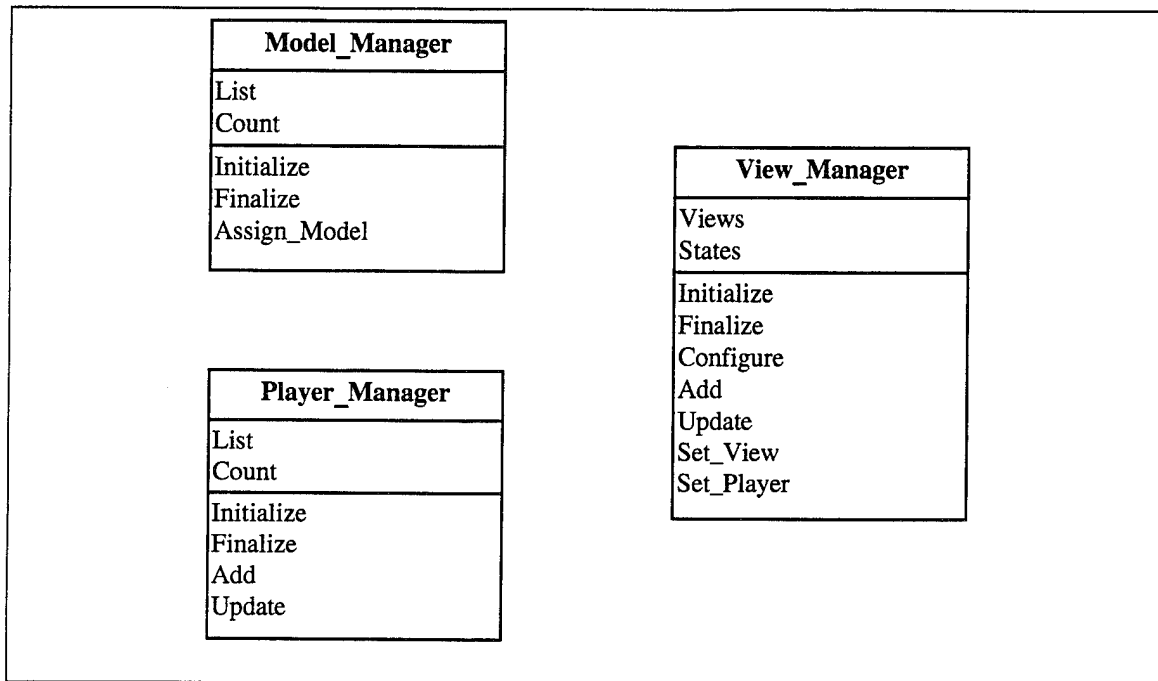 Model_Manager
List
Count
Initialize
Finalize
Assign_Model
Player_Manager
List
Count
Initialize
Finalize
Add
Update
View_Manager
Views
States
Initialize
Finalize
Configure
Add
Update
Set_View
Set_Player